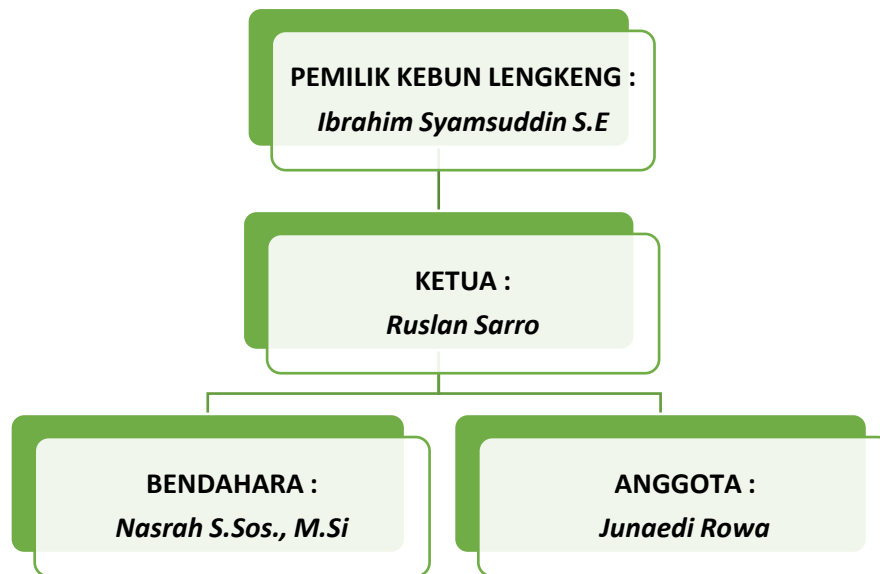 PEMILIK KEBUN LENGKENG :
Ibrahim Syamsuddin S.E
KETUA :
Ruslan Sarro
BENDAHARA :
Nasrah S.Sos., M.Si
ANGGOTA :
Junaedi Rowa